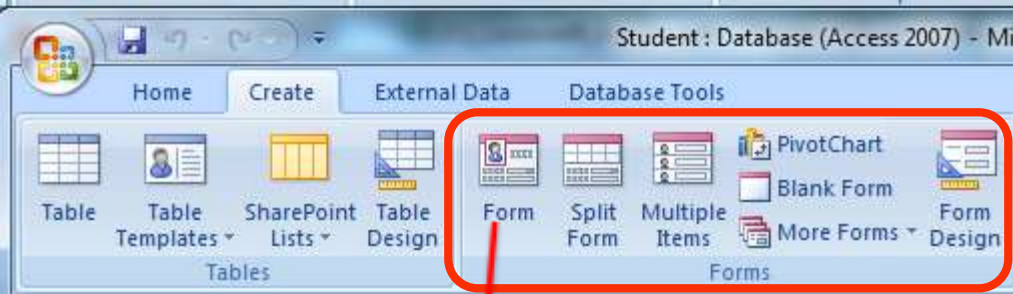 Student : Database (Access 2007) - Mi
Home Create External Data Database Tools
Table
Table Templates
SharePoint Lists
Table Design
Form
Split Form
Multiple Items
PivotChart
Blank Form
More Forms
Form Design
Tables
Forms